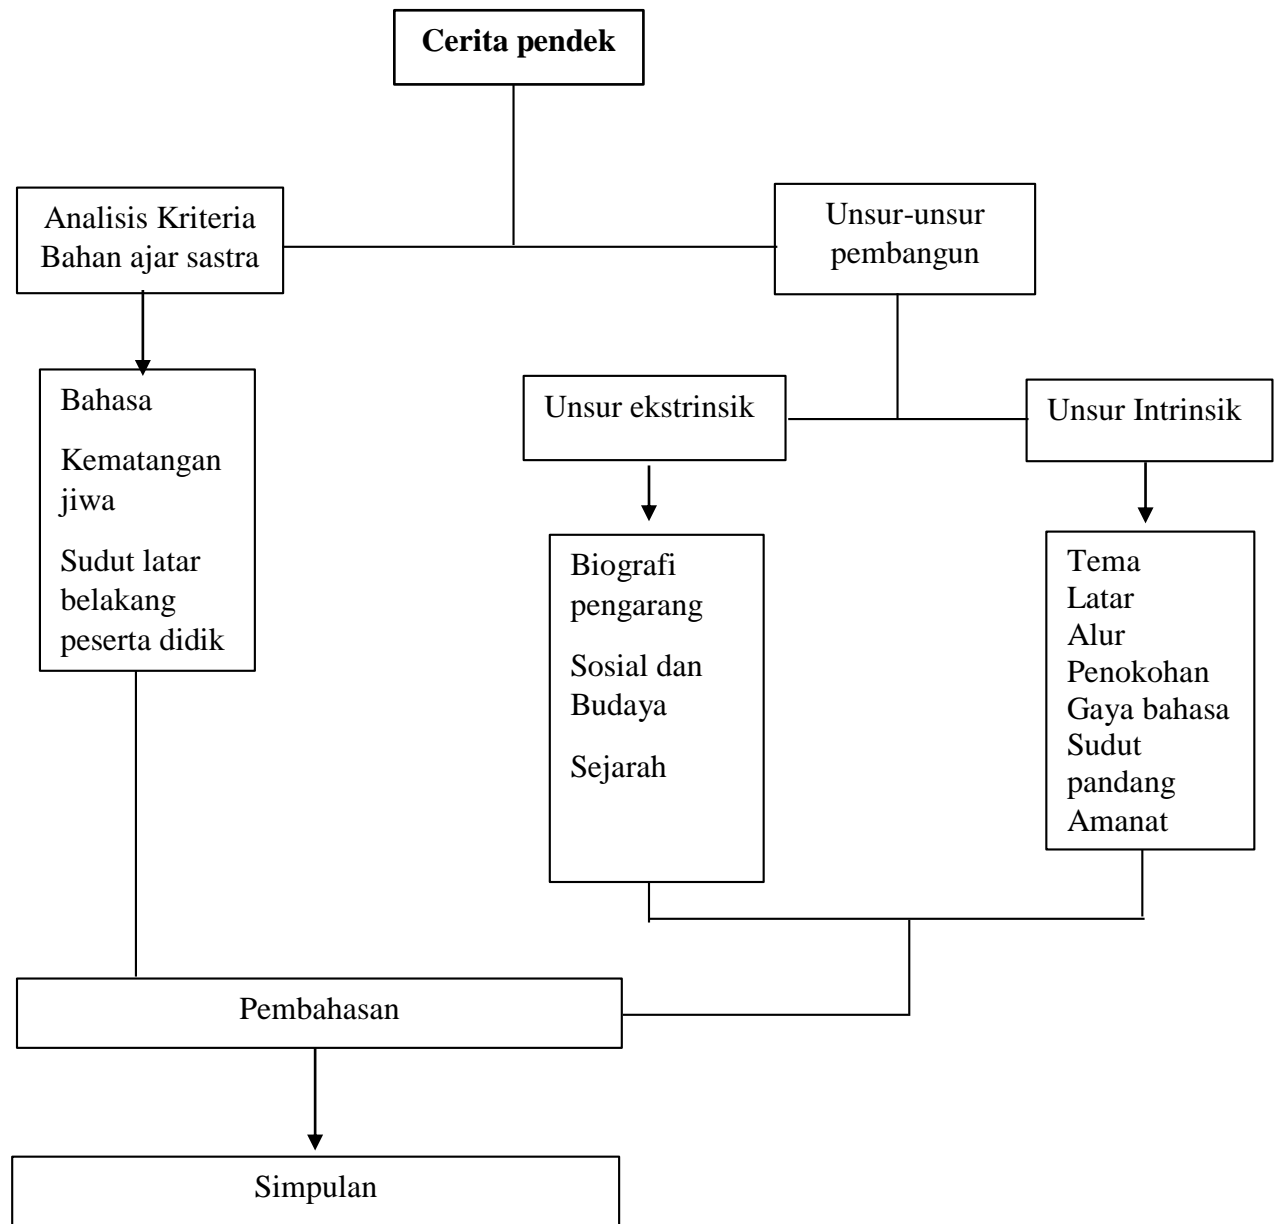 Cerita pendek
Analisis Kriteria
Bahan ajar sastra
Unsur-unsur
pembangun
Bahasa
Kematangan
jiwa
Sudut latar
belakang
peserta didik
Unsur ekstrinsik
Unsur Intrinsik
Biografi
pengarang
Sosial dan
Budaya
Sejarah
Tema
Latar
Alur
Penokohan
Gaya bahasa
Sudut
pandang
Amanat
Pembahasan
Simpulan